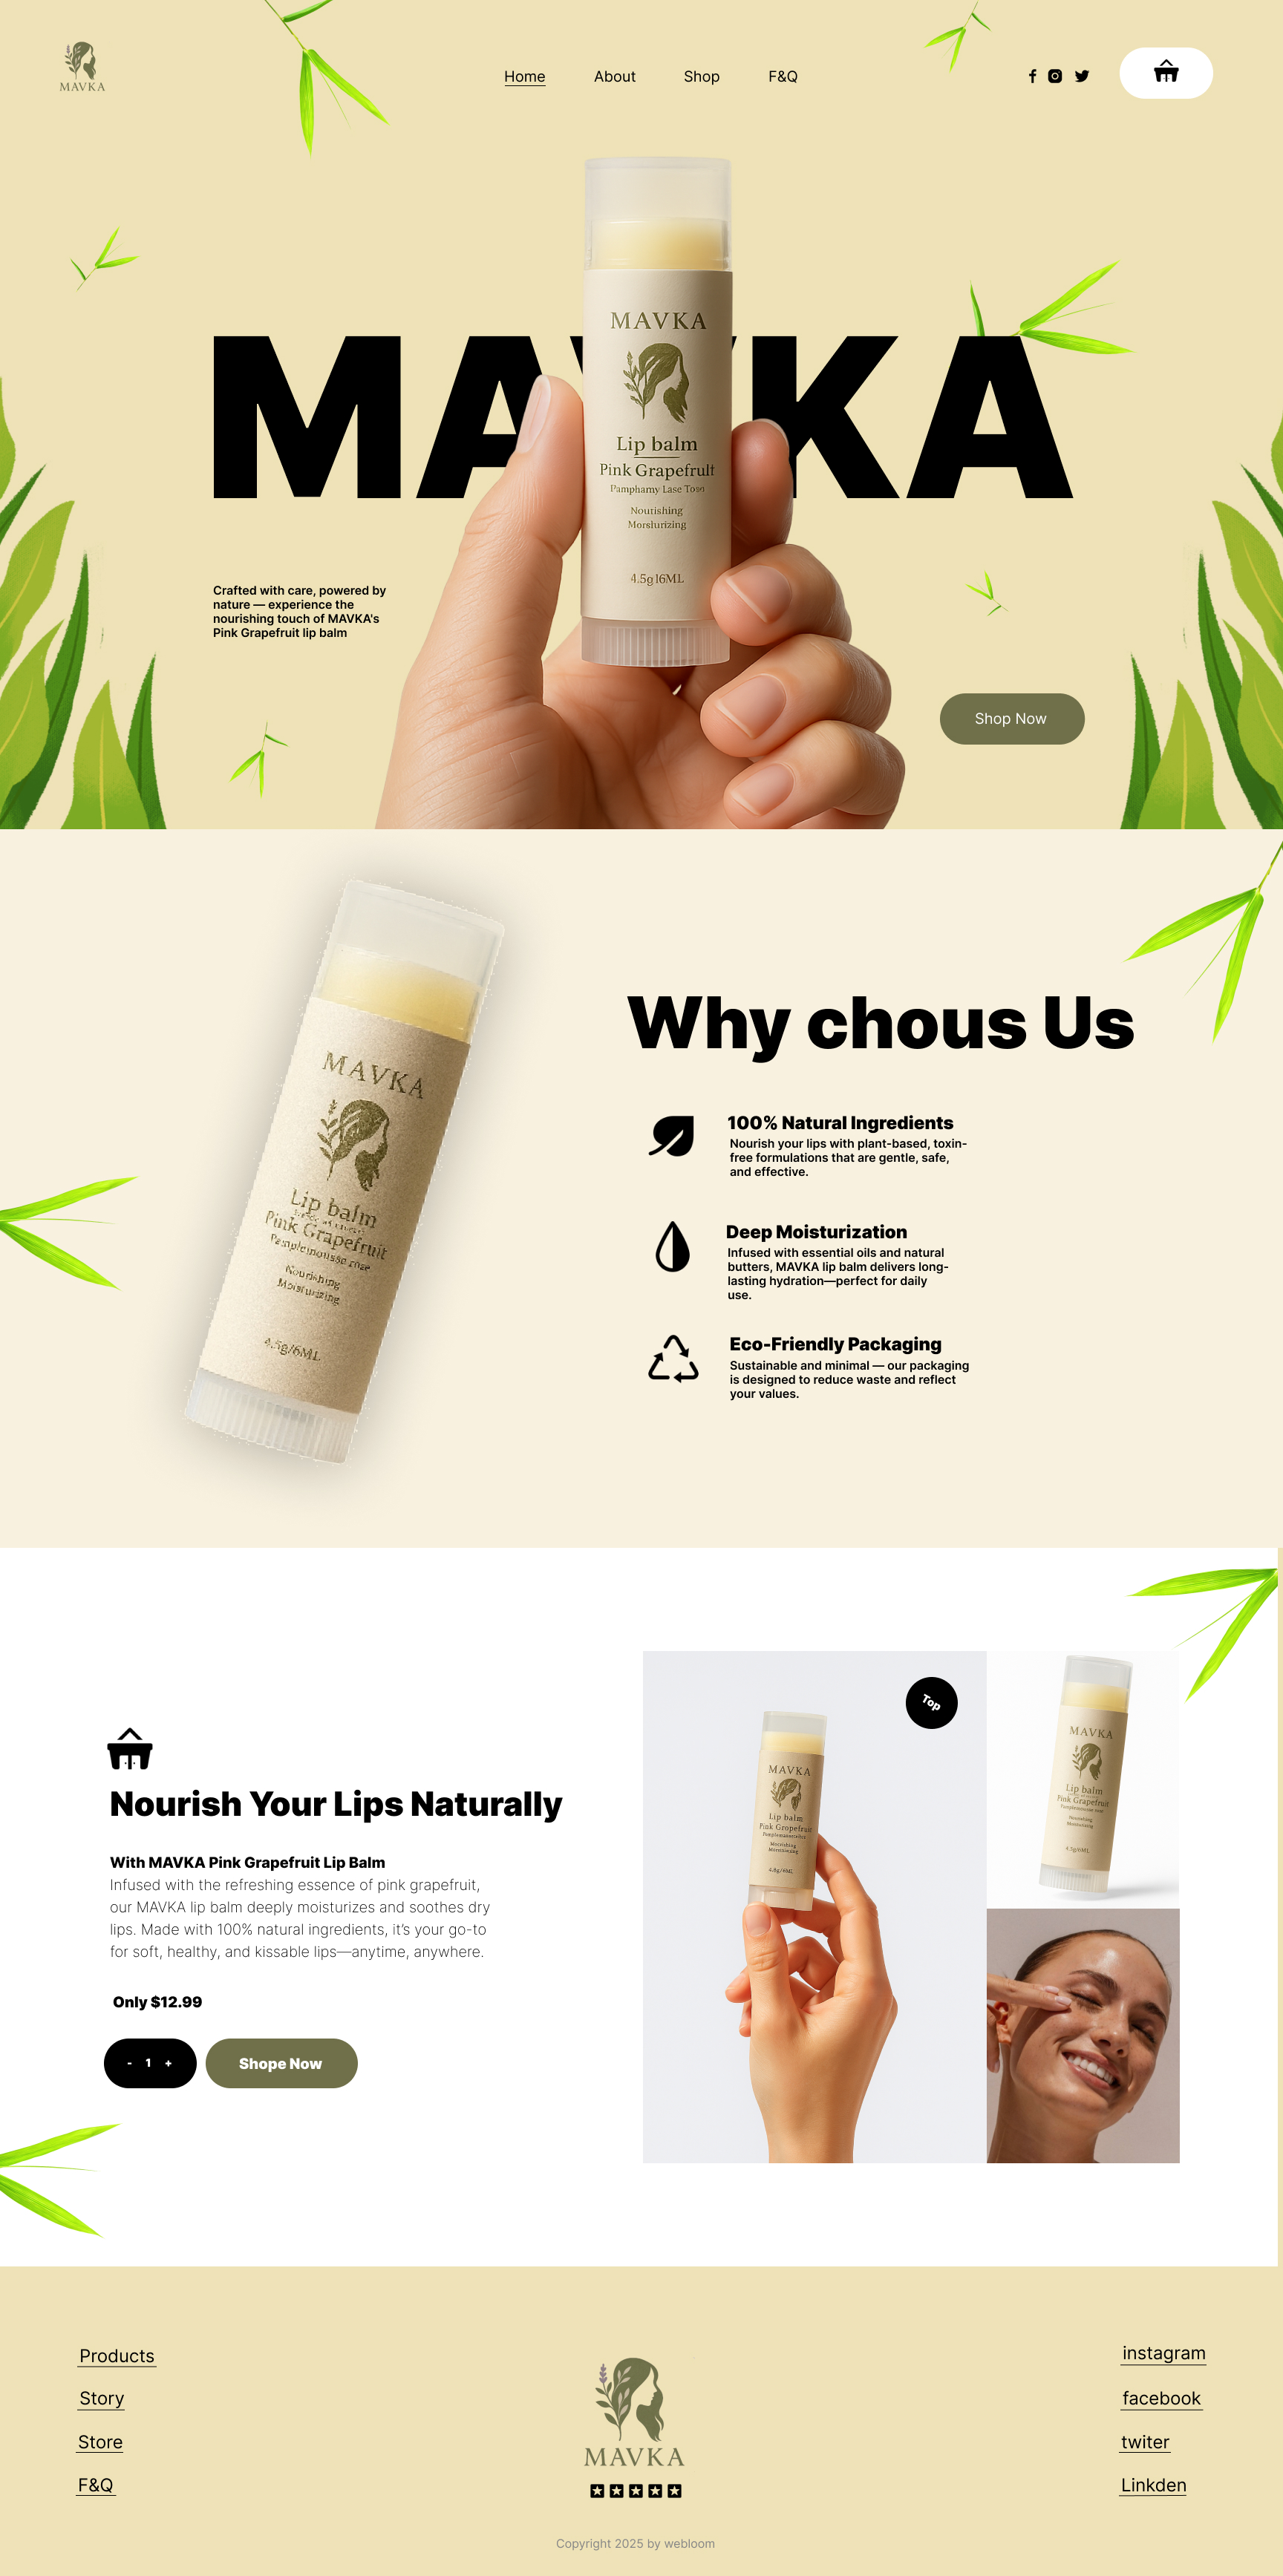 MAVKA
Home
About
Shop
F&Q
MAVKA
MAVKA
Lip balm
Pink Grapefruit
Pamphamy Lase Toɯn
Nourishing
Morshurizing
4.5g16ML
Crafted with care, powered by
nature — experience the
nourishing touch of MAVKA's
Pink Grapefruit lip balm
Shop Now
MAVKA
Lip balm
Pink Grapefruit
Pamplemousse rose
Nourishing
Moisturizing
4.5g/6ML
Why chous Us
100% Natural Ingredients
Nourish your lips with plant-based, toxin-
free formulations that are gentle, safe,
and effective.
Deep Moisturization
Infused with essential oils and natural
butters, MAVKA lip balm delivers long-
lasting hydration—perfect for daily
use.
Eco-Friendly Packaging
Sustainable and minimal — our packaging
is designed to reduce waste and reflect
your values.
Nourish Your Lips Naturally
With MAVKA Pink Grapefruit Lip Balm
Infused with the refreshing essence of pink grapefruit,
our MAVKA lip balm deeply moisturizes and soothes dry
lips. Made with 100% natural ingredients, it's your go-to
for soft, healthy, and kissable lips—anytime, anywhere.
Only $12.99
- 1 +
Shope Now
Top
MAVKA
Lip balm
Pink Gropefruit
Nourishing
MAVKA
Lip balm
Pink Grapefruit
Nourishing
Moisturizing
4.5g/6ML
Products
Story
Store
F&Q
MAVKA
instagram
facebook
twiter
Linkden
Copyright 2025 by webloom